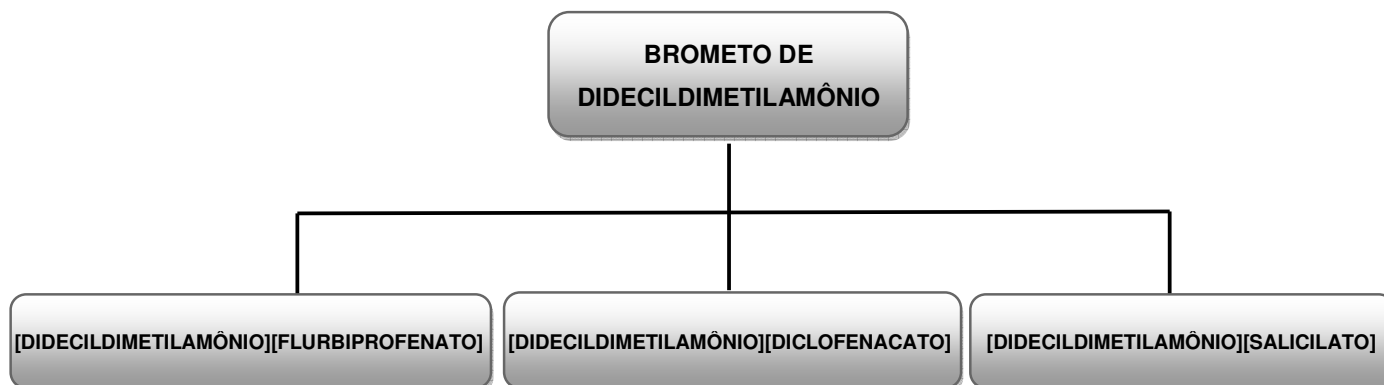 BROMETO DE
DIDECILDIMETILAMÔNIO
[DIDECILDIMETILAMÔNIO][FLURBIPROFENATO]
[DIDECILDIMETILAMÔNIO][DICLOFENACATO]
[DIDECILDIMETILAMÔNIO][SALICILATO]